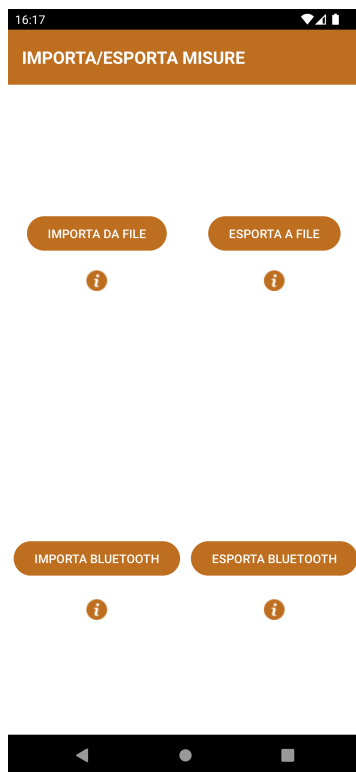 16:17
IMPORTA/ESPORTA MISURE
IMPORTA DA FILE
ESPORTA A FILE
i
i
IMPORTA BLUETOOTH
ESPORTA BLUETOOTH
i
i